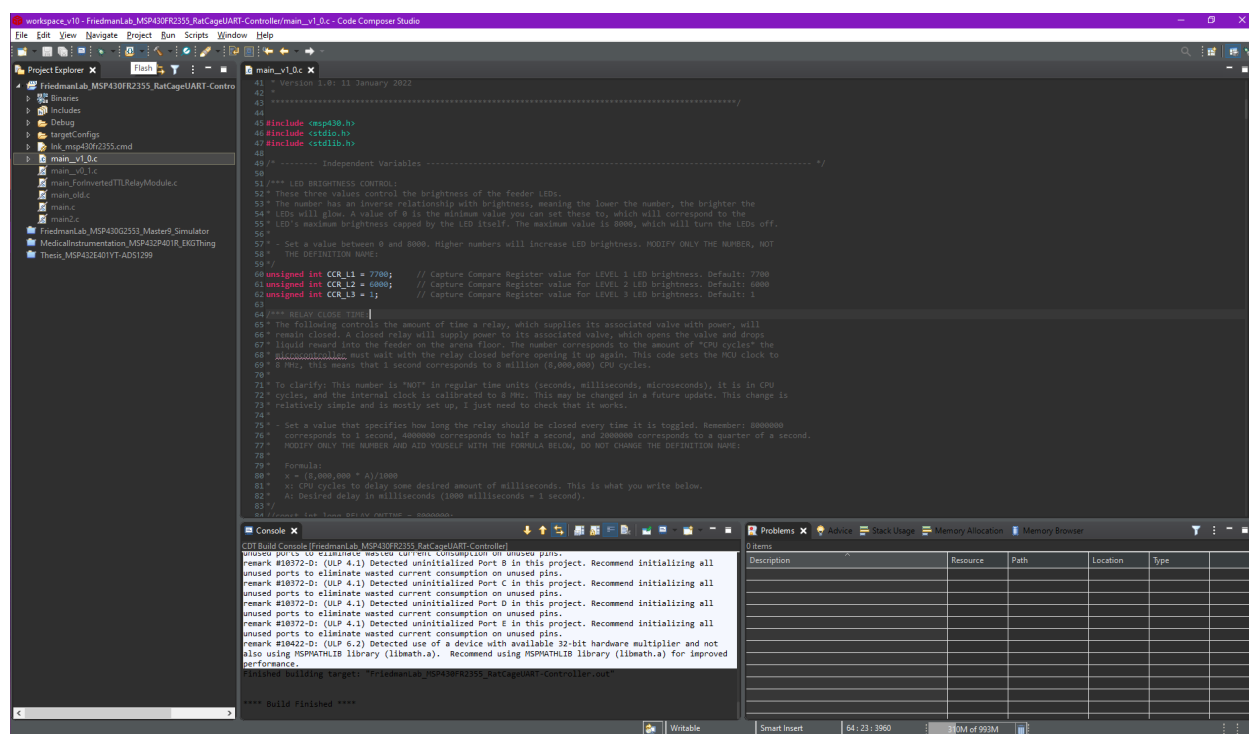 workspace_v10 - FriedmanLab_MSP430FR2355_RatCageUART-Controller/main__v1_0.c - Code Composer Studio
File Edit View Navigate Project Run Scripts Window Help
Project Explorer
Flash
FriedmanLab_MSP430FR2355_RatCageUART-Contro
Binaries
Includes
Debug
targetConfigs
lnk_msp430fr2355.cmd
main__v1_0.c
main__v0_1.c
main_ForInvertedTTLRelayModule.c
main_old.c
main.c
main2.c
FriedmanLab_MSP430G2553_Master9_Simulator
MedicalInstrumentation_MSP432P401R_EKGThing
Thesis_MSP432E401YT-ADS1299
main__v1_0.c
41 * Version 1.0: 11 January 2022
42 *
43 ******************************************************************************************************/
44
45 #include <msp430.h>
46 #include <stdio.h>
47 #include <stdlib.h>
48
49 /* -------- Independent Variables ----------------------------------------------------------------------------------- */
50
51 /*** LED BRIGHTNESS CONTROL:
52 * These three values control the brightness of the feeder LEDs.
53 * The number has an inverse relationship with brightness, meaning the lower the number, the brighter the
54 * LEDs will glow. A value of 0 is the minimum value you can set these to, which will correspond to the
55 * LED's maximum brightness capped by the LED itself. The maximum value is 8000, which will turn the LEDs off.
56 *
57 * - Set a value between 0 and 8000. Higher numbers will increase LED brightness. MODIFY ONLY THE NUMBER, NOT
58 *   THE DEFINITION NAME:
59 */
60 unsigned int CCR_L1 = 7700;     // Capture Compare Register value for LEVEL 1 LED brightness. Default: 7700
61 unsigned int CCR_L2 = 6000;     // Capture Compare Register value for LEVEL 2 LED brightness. Default: 6000
62 unsigned int CCR_L3 = 1;     // Capture Compare Register value for LEVEL 3 LED brightness. Default: 1
63
64 /*** RELAY CLOSE TIME:
65 * The following controls the amount of time a relay, which supplies its associated valve with power, will
66 * remain closed. A closed relay will supply power to its associated valve, which opens the valve and drops
67 * liquid reward into the feeder on the arena floor. The number corresponds to the amount of "CPU cycles" the
68 * microcontroller must wait with the relay closed before opening it up again. This code sets the MCU clock to
69 * 8 MHz, this means that 1 second corresponds to 8 million (8,000,000) CPU cycles.
70 *
71 * To clarify: This number is *NOT* in regular time units (seconds, milliseconds, microseconds), it is in CPU
72 * cycles, and the internal clock is calibrated to 8 MHz. This may be changed in a future update. This change is
73 * relatively simple and is mostly set up, I just need to check that it works.
74 *
75 * - Set a value that specifies how long the relay should be closed every time it is toggled. Remember: 8000000
76 *   corresponds to 1 second, 4000000 corresponds to half a second, and 2000000 corresponds to a quarter of a second.
77 *   MODIFY ONLY THE NUMBER AND AID YOUSELF WITH THE FORMULA BELOW, DO NOT CHANGE THE DEFINITION NAME:
78 *
79 *   Formula:
80 *   x = (8,000,000 * A)/1000
81 *   x: CPU cycles to delay some desired amount of milliseconds. This is what you write below.
82 *   A: Desired delay in milliseconds (1000 milliseconds = 1 second).
83 */
84 //const int long RELAY_ONTIME = 8000000;
Console
CDT Build Console [FriedmanLab_MSP430FR2355_RatCageUART-Controller]
unused ports to eliminate wasted current consumption on unused pins.
remark #10372-D: (ULP 4.1) Detected uninitialized Port B in this project. Recommend initializing all
unused ports to eliminate wasted current consumption on unused pins.
remark #10372-D: (ULP 4.1) Detected uninitialized Port C in this project. Recommend initializing all
unused ports to eliminate wasted current consumption on unused pins.
remark #10372-D: (ULP 4.1) Detected uninitialized Port D in this project. Recommend initializing all
unused ports to eliminate wasted current consumption on unused pins.
remark #10372-D: (ULP 4.1) Detected uninitialized Port E in this project. Recommend initializing all
unused ports to eliminate wasted current consumption on unused pins.
remark #10422-D: (ULP 6.2) Detected use of a device with available 32-bit hardware multiplier and not
also using MSPMATHLIB library (libmath.a).  Recommend using MSPMATHLIB library (libmath.a) for improved
performance.
Finished building target: "FriedmanLab_MSP430FR2355_RatCageUART-Controller.out"
**** Build Finished ****
Problems Advice Stack Usage Memory Allocation Memory Browser
0 items
Description Resource Path Location Type
Writable Smart Insert 64 : 23 : 3960 310M of 993M